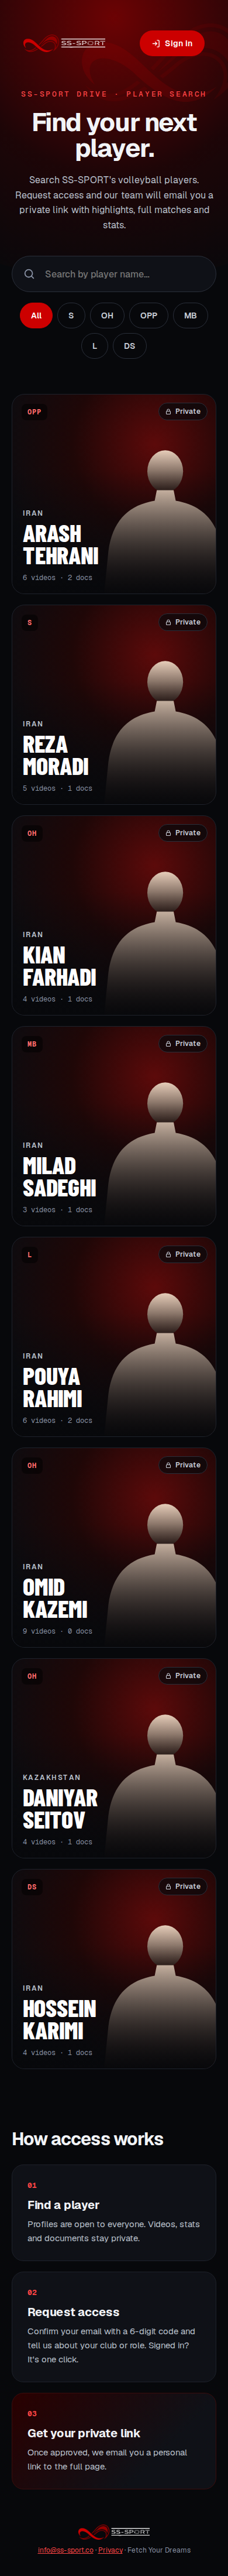 SS-SPORT
Sign in
SS-SPORT DRIVE · PLAYER SEARCH
Find your next
player.
Search SS-SPORT's volleyball players.
Request access and our team will email you a
private link with highlights, full matches and
stats.
Search by player name...
All
S
OH
OPP
MB
L
DS
OPP
Private
IRAN
ARASH
TEHRANI
6 videos · 2 docs
S
Private
IRAN
REZA
MORADI
5 videos · 1 docs
OH
Private
IRAN
KIAN
FARHADI
4 videos · 1 docs
MB
Private
IRAN
MILAD
SADEGHI
3 videos · 1 docs
L
Private
IRAN
POUYA
RAHIMI
6 videos · 2 docs
OH
Private
IRAN
OMID
KAZEMI
9 videos · 0 docs
OH
Private
KAZAKHSTAN
DANIYAR
SEITOV
4 videos · 1 docs
DS
Private
IRAN
HOSSEIN
KARIMI
4 videos · 1 docs
How access works
01
Find a player
Profiles are open to everyone. Videos, stats
and documents stay private.
02
Request access
Confirm your email with a 6-digit code and
tell us about your club or role. Signed in?
It's one click.
03
Get your private link
Once approved, we email you a personal
link to the full page.
SS-SPORT
info@ss-sport.co · Privacy · Fetch Your Dreams